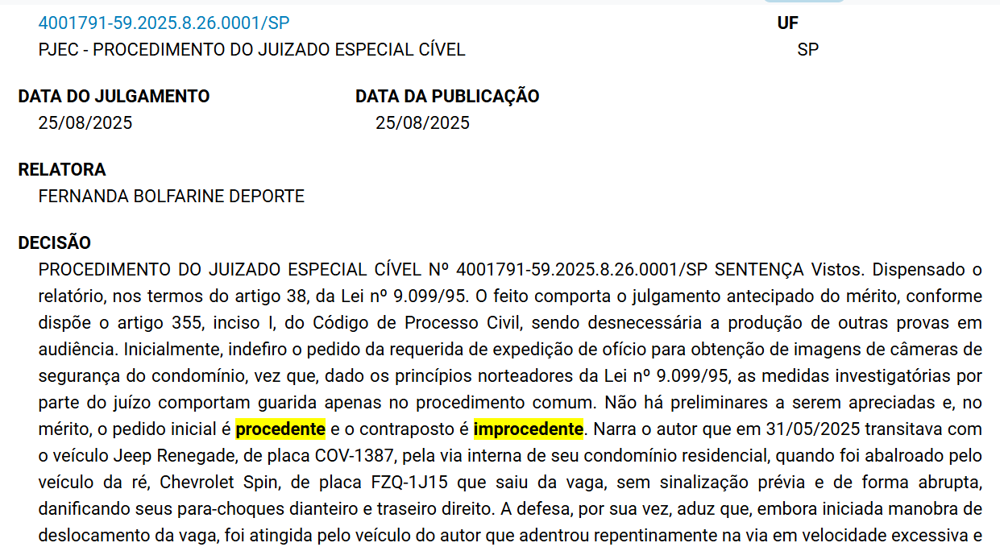 4001791-59.2025.8.26.0001/SP
UF
PJEC - PROCEDIMENTO DO JUIZADO ESPECIAL CÍVEL
SP
DATA DO JULGAMENTO
DATA DA PUBLICAÇÃO
25/08/2025
25/08/2025
RELATORA
FERNANDA BOLFARINE DEPORTE
DECISÃO
PROCEDIMENTO DO JUIZADO ESPECIAL CÍVEL Nº 4001791-59.2025.8.26.0001/SP SENTENÇA Vistos. Dispensado o
relatório, nos termos do artigo 38, da Lei nº 9.099/95. O feito comporta o julgamento antecipado do mérito, conforme
dispõe o artigo 355, inciso I, do Código de Processo Civil, sendo desnecessária a produção de outras provas em
audiência. Inicialmente, indefiro o pedido da requerida de expedição de ofício para obtenção de imagens de câmeras de
segurança do condomínio, vez que, dado os princípios norteadores da Lei nº 9.099/95, as medidas investigatórias por
parte do juízo comportam guarida apenas no procedimento comum. Não há preliminares a serem apreciadas e, no
mérito, o pedido inicial é procedente e o contraposto é improcedente. Narra o autor que em 31/05/2025 transitava com
o veículo Jeep Renegade, de placa COV-1387, pela via interna de seu condomínio residencial, quando foi abalroado pelo
veículo da ré, Chevrolet Spin, de placa FZQ-1J15 que saiu da vaga, sem sinalização prévia e de forma abrupta,
danificando seus para-choques dianteiro e traseiro direito. A defesa, por sua vez, aduz que, embora iniciada manobra de
deslocamento da vaga, foi atingida pelo veículo do autor que adentrou repentinamente na via em velocidade excessiva e